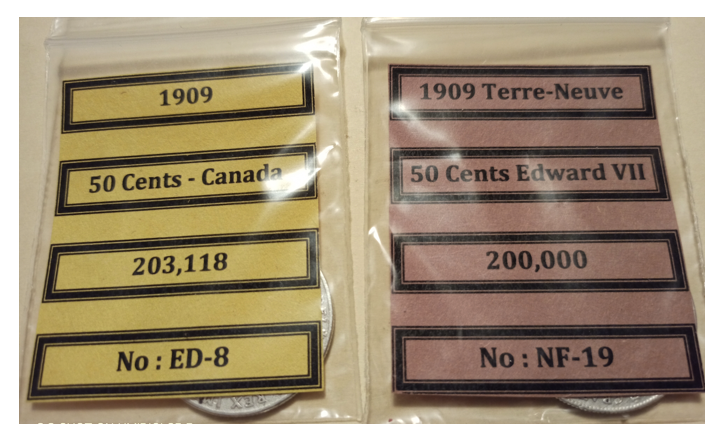 1909
50 Cents - Canada
203,118
No : ED-8
1909 Terre-Neuve
50 Cents Edward VII
200,000
No : NF-19
REX